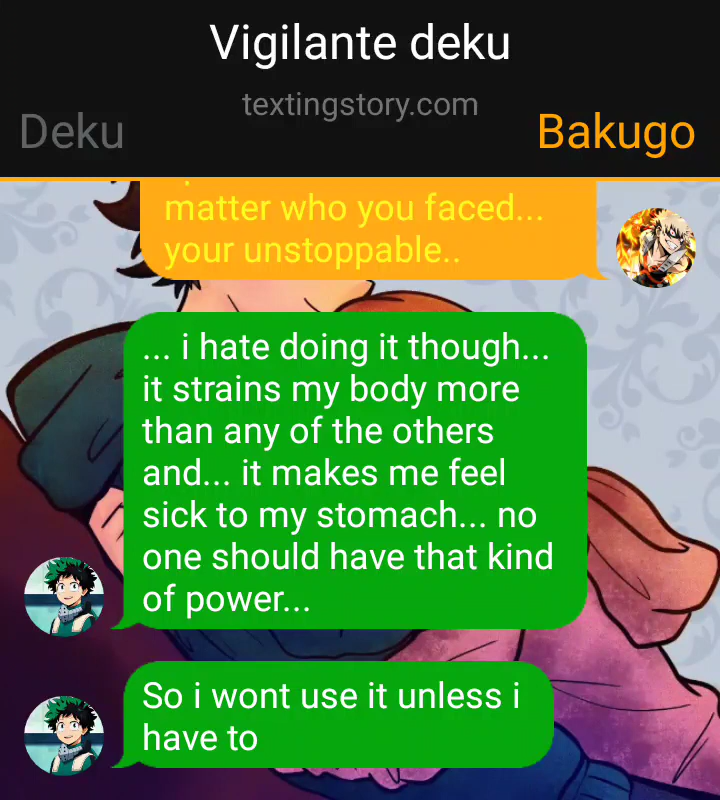 Vigilante deku
textingstory.com
Deku
Bakugo
matter who you faced...
your unstoppable..
... i hate doing it though...
it strains my body more
than any of the others
and... it makes me feel
sick to my stomach... no
one should have that kind
of power...
So i wont use it unless i
have to